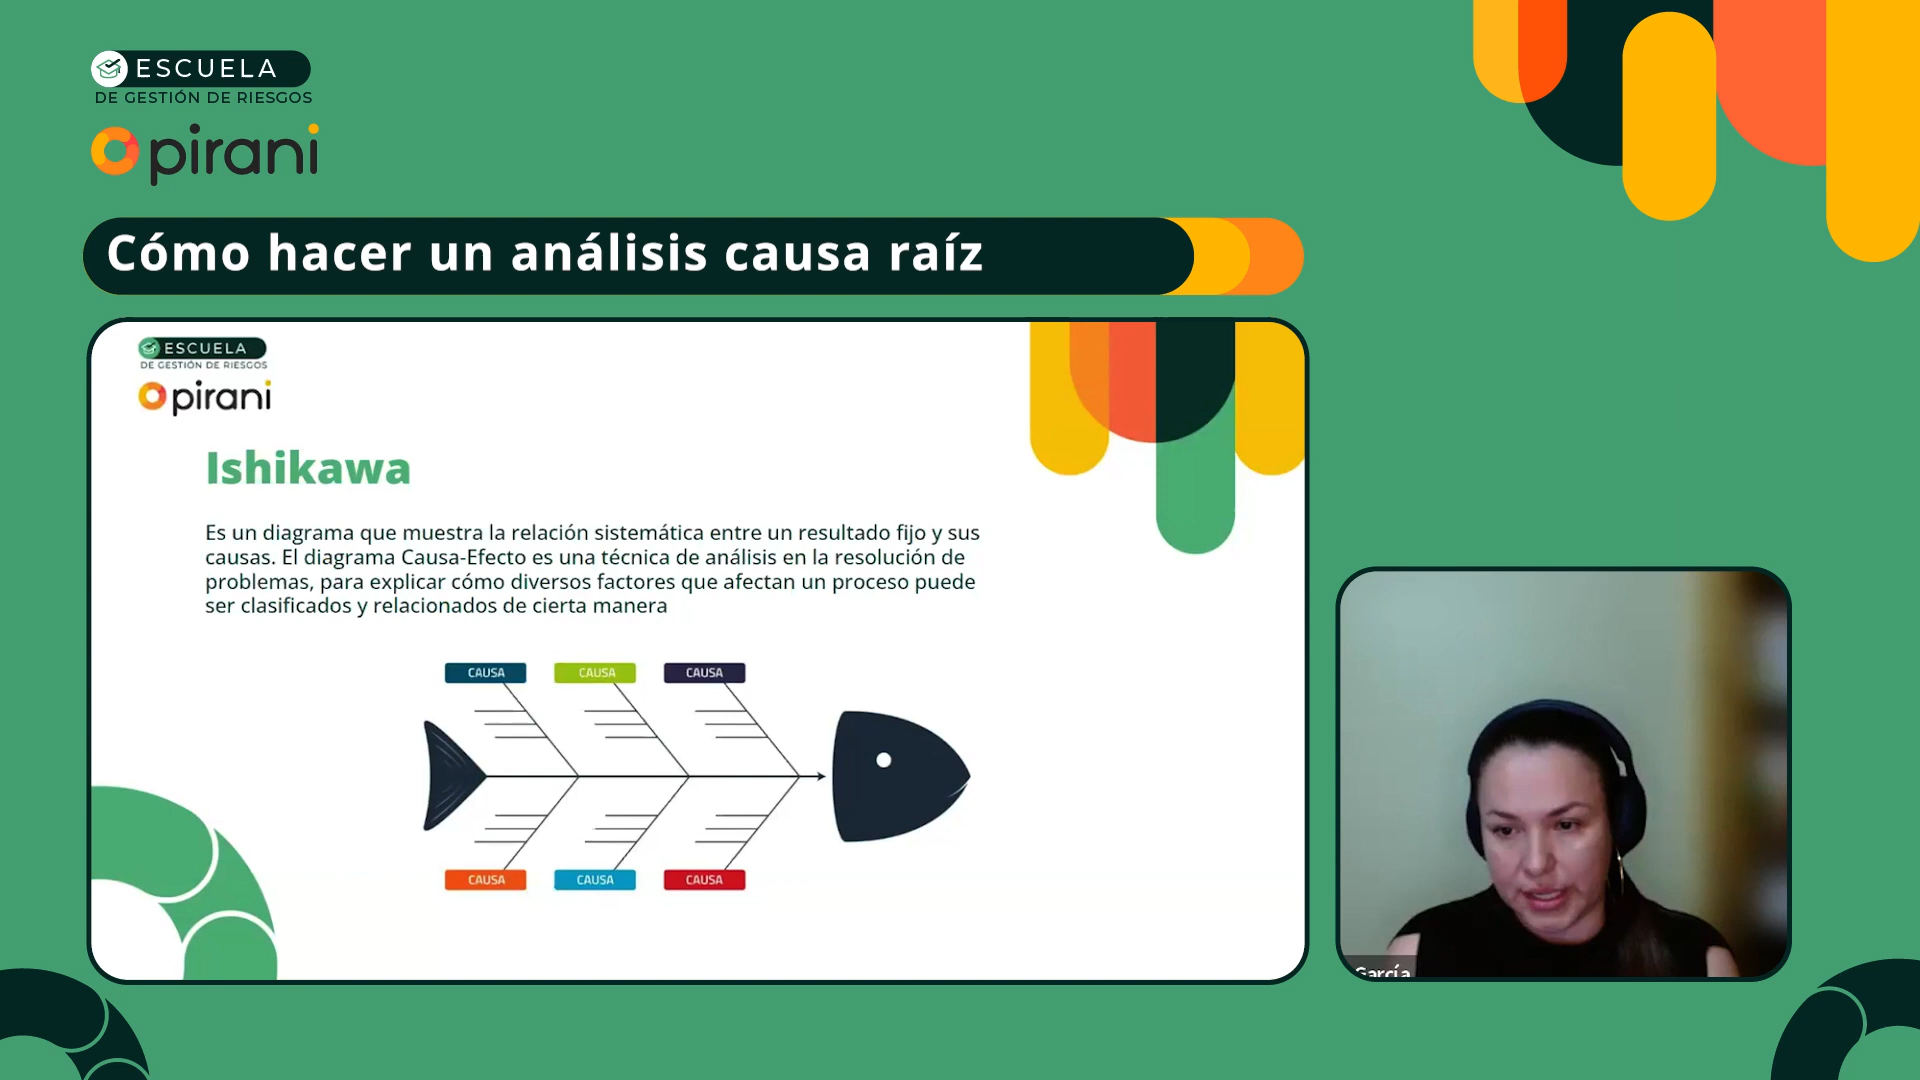 ESCUELA
DE GESTIÓN DE RIESGOS
pirani
Cómo hacer un análisis causa raíz
ESCUELA
DE GESTIÓN DE RIESGOS
pirani
Ishikawa
Es un diagrama que muestra la relación sistemática entre un resultado fijo y sus
causas. El diagrama Causa-Efecto es una técnica de análisis en la resolución de
problemas, para explicar cómo diversos factores que afectan un proceso puede
ser clasificados y relacionados de cierta manera
CAUSA CAUSA CAUSA
CAUSA CAUSA CAUSA
García